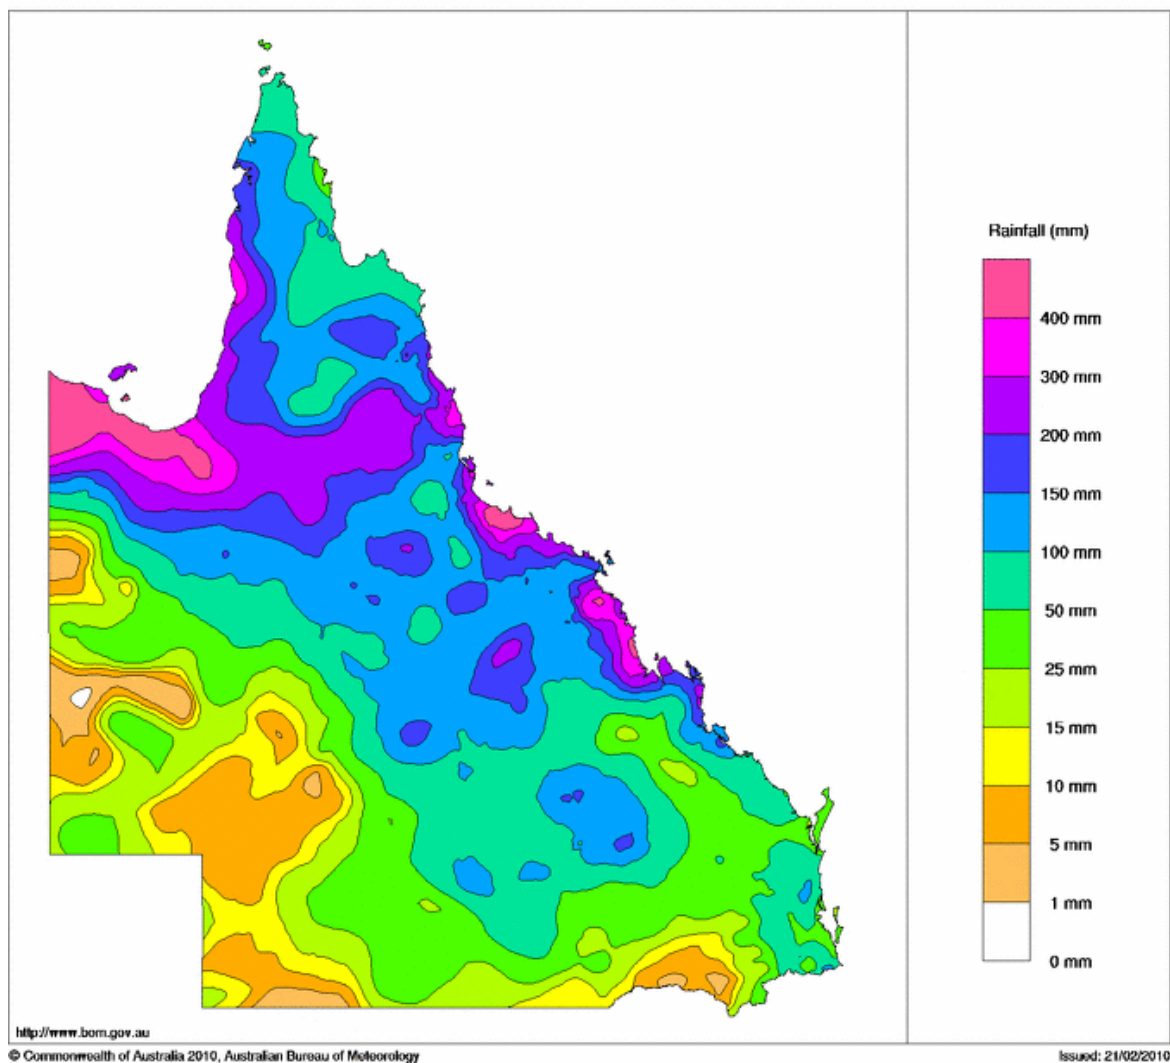 Rainfall (mm)
400 mm
300 mm
200 mm
150 mm
100 mm
50 mm
25 mm
15 mm
10 mm
5 mm
1 mm
0 mm
http://www.bom.gov.au
© Commonwealth of Australia 2010, Australian Bureau of Meteorology
Issued: 21/02/2010